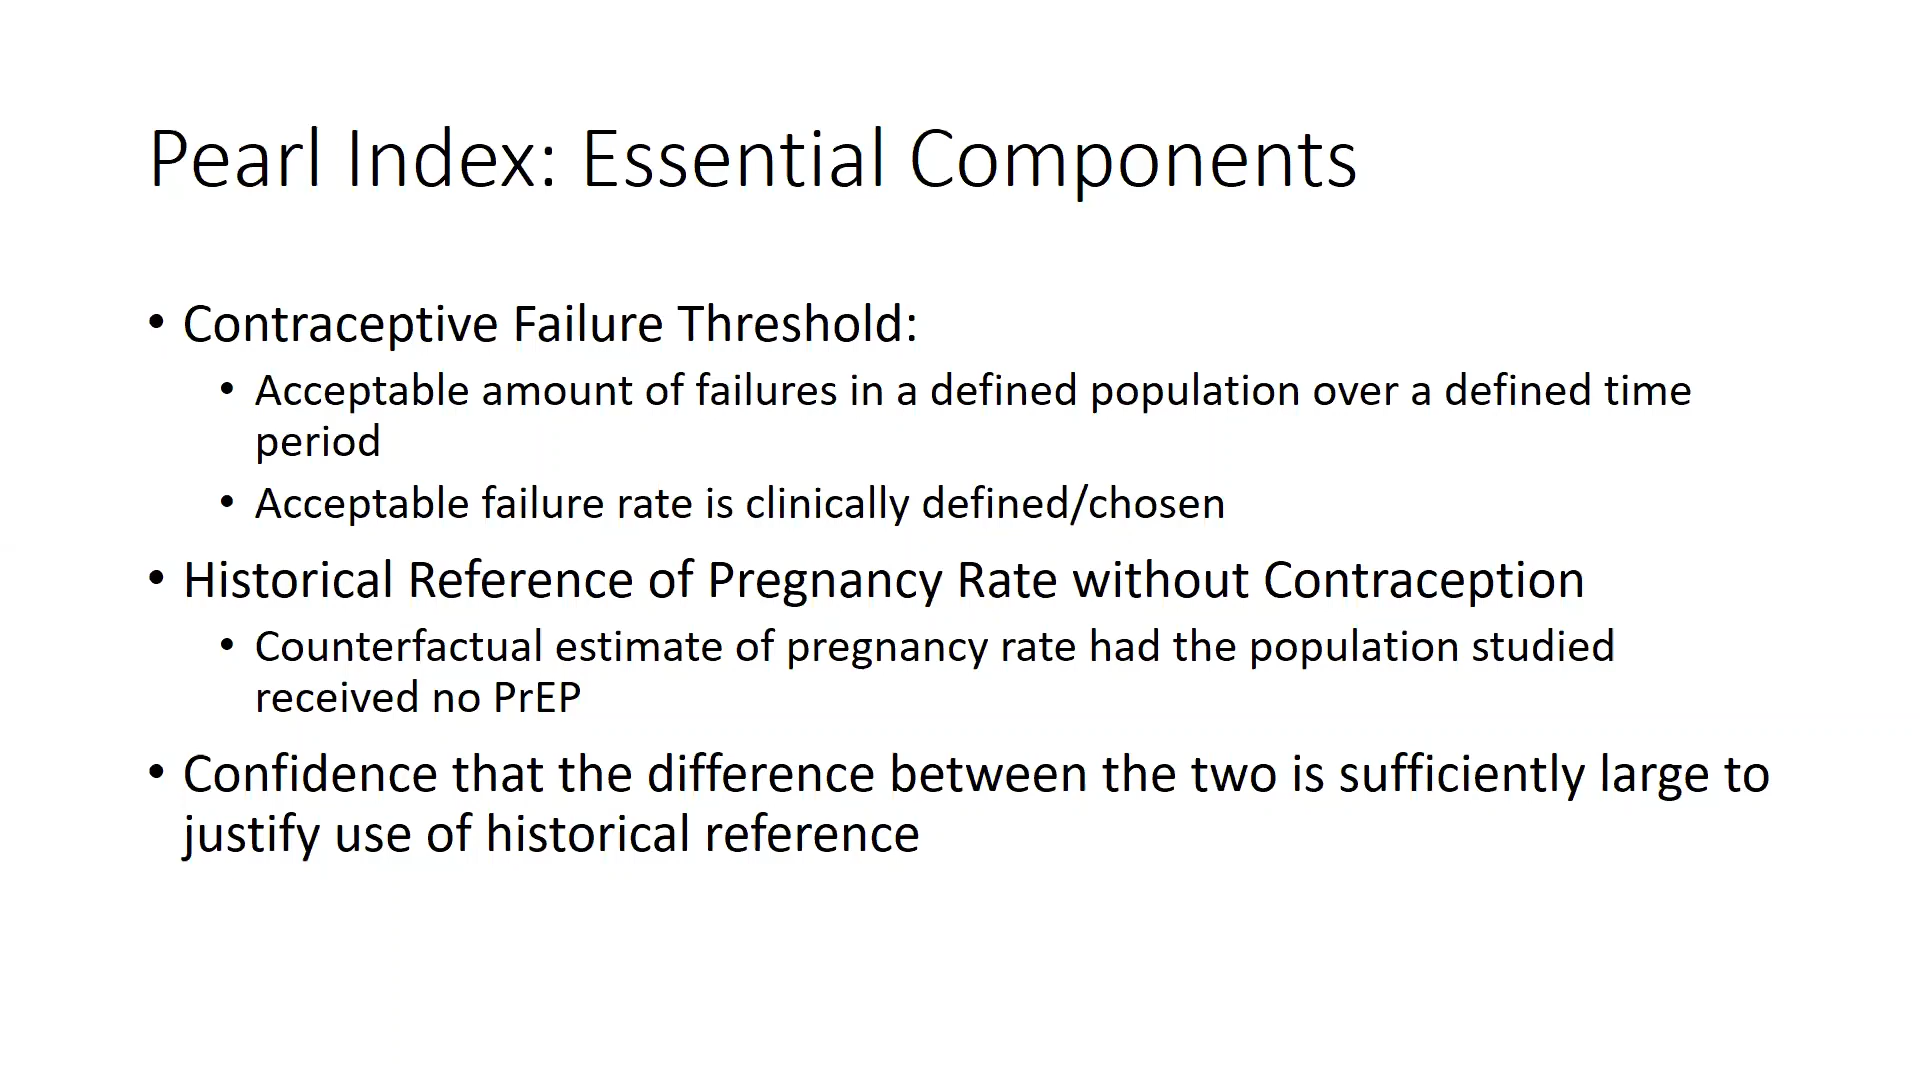 Pearl Index: Essential Components
• Contraceptive Failure Threshold:
• Acceptable amount of failures in a defined population over a defined time
period
• Acceptable failure rate is clinically defined/chosen
• Historical Reference of Pregnancy Rate without Contraception
• Counterfactual estimate of pregnancy rate had the population studied
received no PrEP
• Confidence that the difference between the two is sufficiently large to
justify use of historical reference